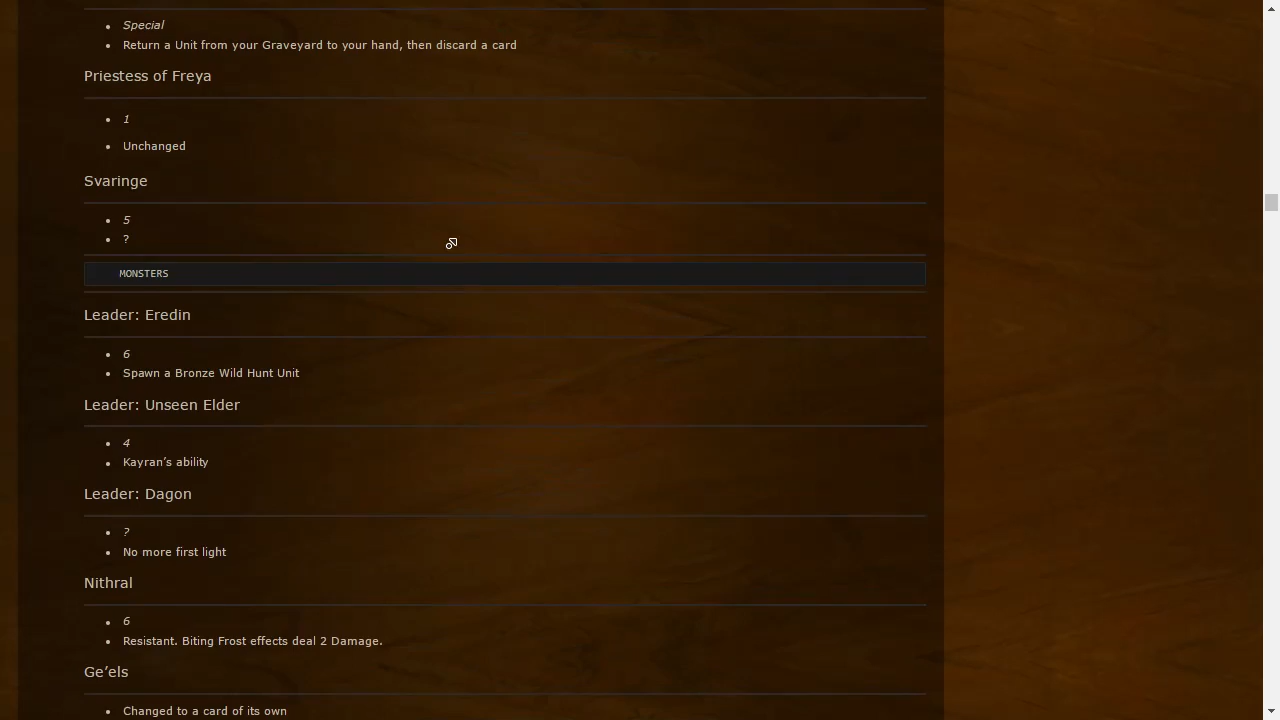 Special
Return a Unit from your Graveyard to your hand, then discard a card
Priestess of Freya
1
Unchanged
Svaringe
5
?
MONSTERS
Leader: Eredin
6
Spawn a Bronze Wild Hunt Unit
Leader: Unseen Elder
4
Kayran’s ability
Leader: Dagon
?
No more first light
Nithral
6
Resistant. Biting Frost effects deal 2 Damage.
Ge’els
Changed to a card of its own